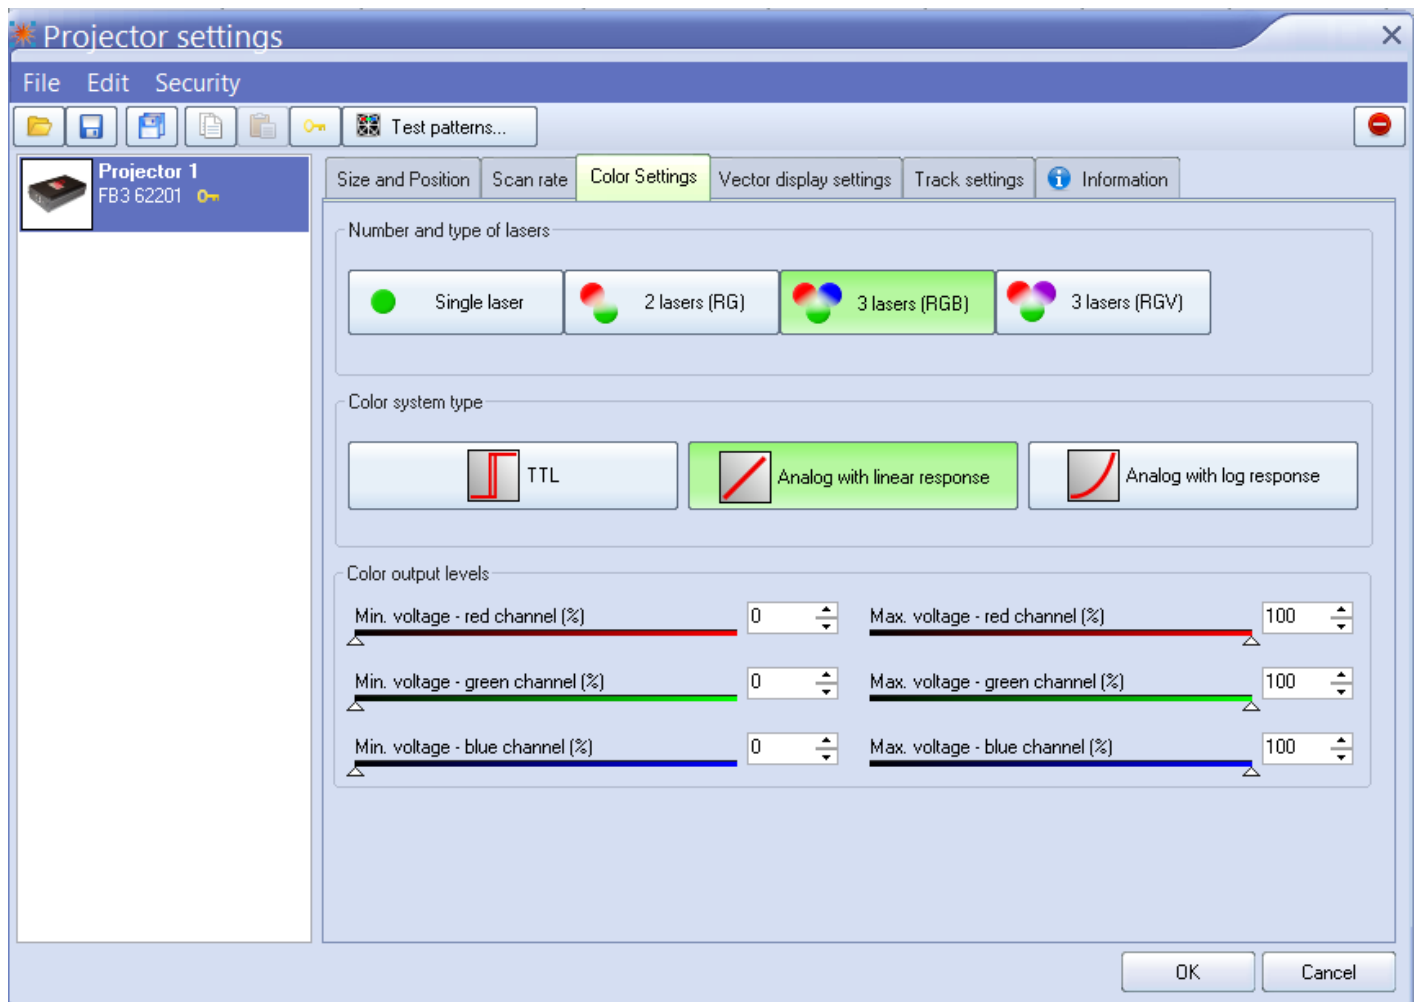 Projector settings
File Edit Security
Test patterns...
Projector 1
FB3 62201
Size and Position Scan rate Color Settings Vector display settings Track settings Information
Number and type of lasers
Single laser 2 lasers (RG) 3 lasers (RGB) 3 lasers (RGV)
Color system type
TTL Analog with linear response Analog with log response
Color output levels
Min. voltage - red channel (%) 0 Max. voltage - red channel (%) 100
Min. voltage - green channel (%) 0 Max. voltage - green channel (%) 100
Min. voltage - blue channel (%) 0 Max. voltage - blue channel (%) 100
OK Cancel